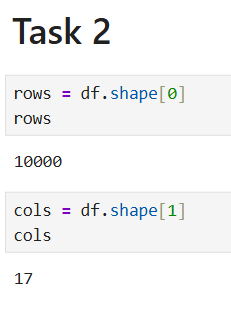 Task 2
rows = df.shape[0]
rows
10000
cols = df.shape[1]
cols
17